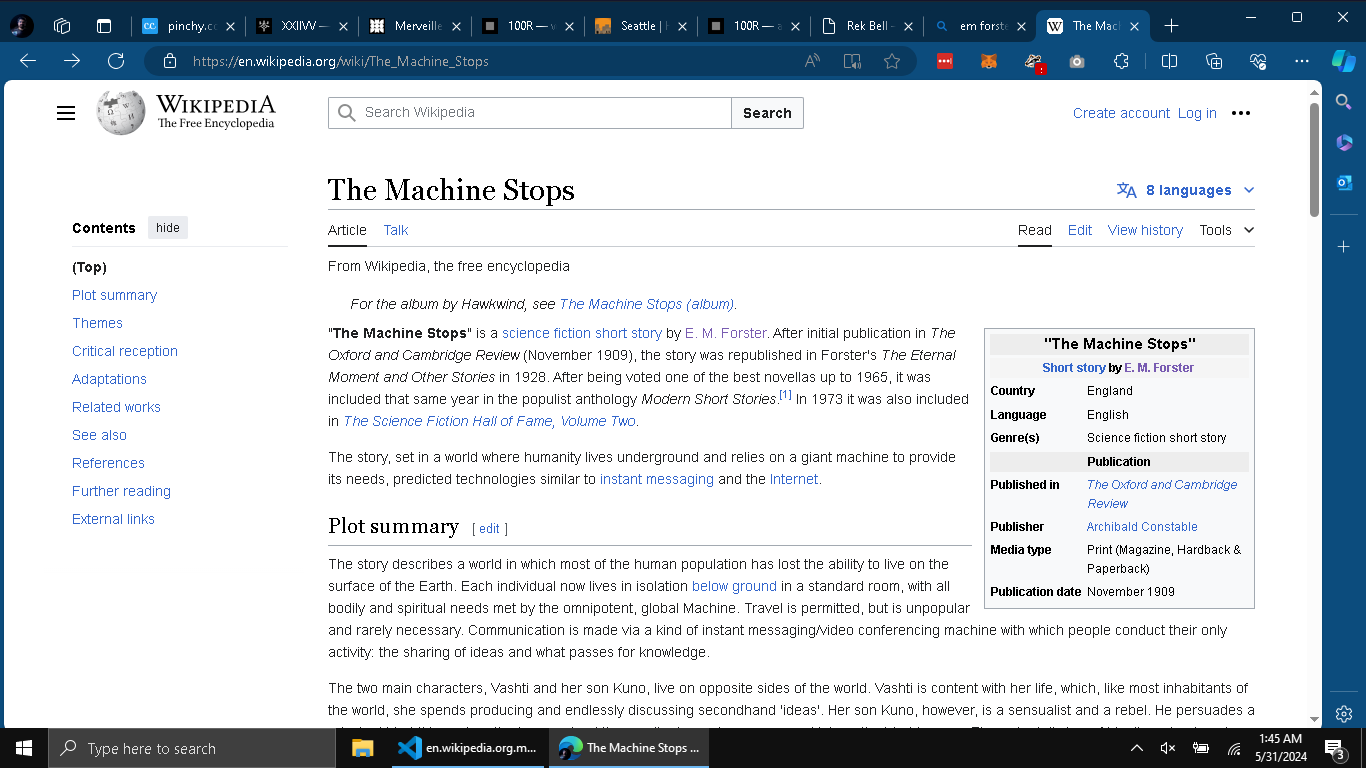 pinchy.cc
XXIIVV —
Merveille
100R —
Seattle |
100R — a
Rek Bell -
em forste
The Mach
https://en.wikipedia.org/wiki/The_Machine_Stops
WIKIPEDIA
The Free Encyclopedia
Search Wikipedia
Search
Create account Log in
The Machine Stops
8 languages
Contents hide
(Top)
Plot summary
Themes
Critical reception
Adaptations
Related works
See also
References
Further reading
External links
Article Talk
Read Edit View history Tools
From Wikipedia, the free encyclopedia
For the album by Hawkwind, see The Machine Stops (album).
"The Machine Stops" is a science fiction short story by E. M. Forster. After initial publication in The
Oxford and Cambridge Review (November 1909), the story was republished in Forster's The Eternal
Moment and Other Stories in 1928. After being voted one of the best novellas up to 1965, it was
included that same year in the populist anthology Modern Short Stories.[1] In 1973 it was also included
in The Science Fiction Hall of Fame, Volume Two.
The story, set in a world where humanity lives underground and relies on a giant machine to provide
its needs, predicted technologies similar to instant messaging and the Internet.
"The Machine Stops"
Short story by E. M. Forster
Country England
Language English
Genre(s) Science fiction short story
Publication
Published in The Oxford and Cambridge
Review
Publisher Archibald Constable
Media type Print (Magazine, Hardback &
Paperback)
Publication date November 1909
Plot summary [ edit ]
The story describes a world in which most of the human population has lost the ability to live on the
surface of the Earth. Each individual now lives in isolation below ground in a standard room, with all
bodily and spiritual needs met by the omnipotent, global Machine. Travel is permitted, but is unpopular
and rarely necessary. Communication is made via a kind of instant messaging/video conferencing machine with which people conduct their only
activity: the sharing of ideas and what passes for knowledge.
The two main characters, Vashti and her son Kuno, live on opposite sides of the world. Vashti is content with her life, which, like most inhabitants of
the world, she spends producing and endlessly discussing secondhand 'ideas'. Her son Kuno, however, is a sensualist and a rebel. He persuades a
Type here to search
en.wikipedia.org.m...
The Machine Stops ...
1:45 AM
5/31/2024
3